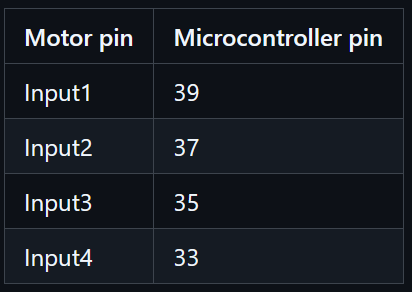 Motor pin Microcontroller pin
Input1 39
Input2 37
Input3 35
Input4 33